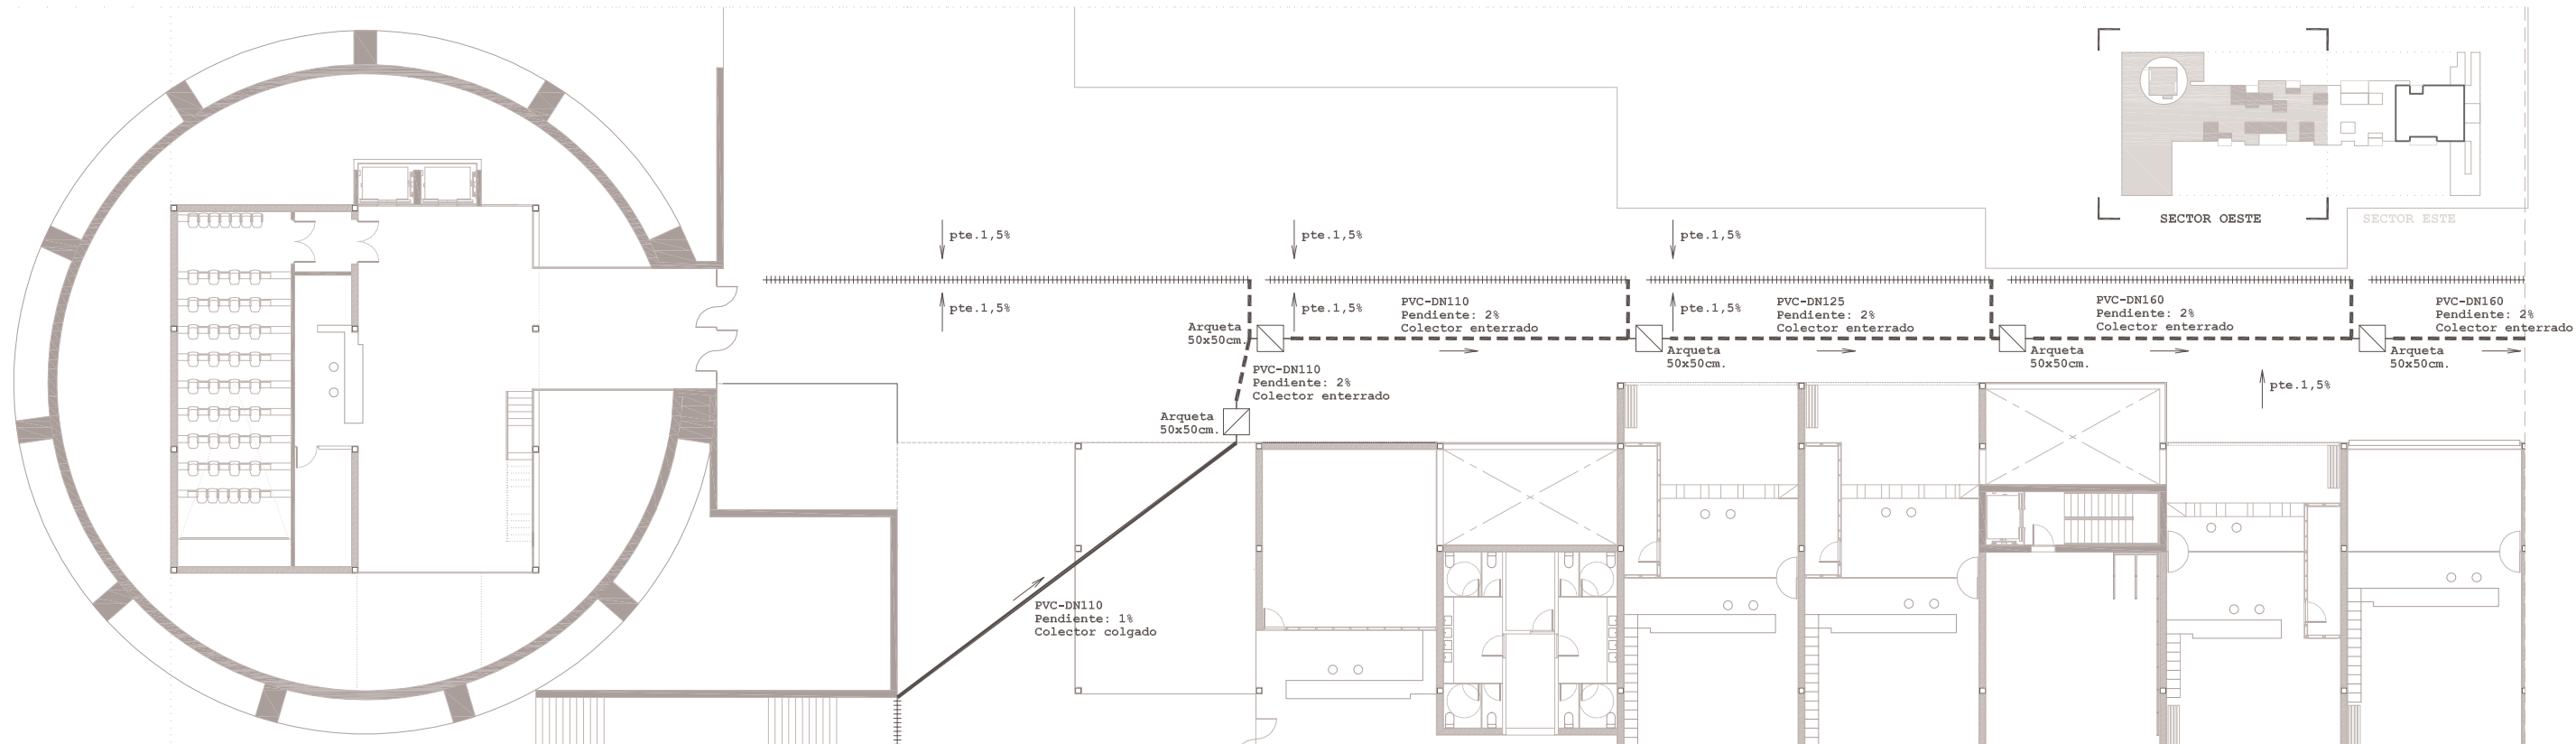 SECTOR OESTE
SECTOR ESTE
pte.1,5%
pte.1,5%
pte.1,5%
pte.1,5%
pte.1,5%
pte.1,5%
PVC-DN110
Pendiente: 2%
Colector enterrado
PVC-DN125
Pendiente: 2%
Colector enterrado
PVC-DN160
Pendiente: 2%
Colector enterrado
PVC-DN160
Pendiente: 2%
Colector enterrado
Arqueta
50x50cm.
Arqueta
50x50cm.
Arqueta
50x50cm.
Arqueta
50x50cm.
PVC-DN110
Pendiente: 2%
Colector enterrado
pte.1,5%
Arqueta
50x50cm.
PVC-DN110
Pendiente: 1%
Colector colgado